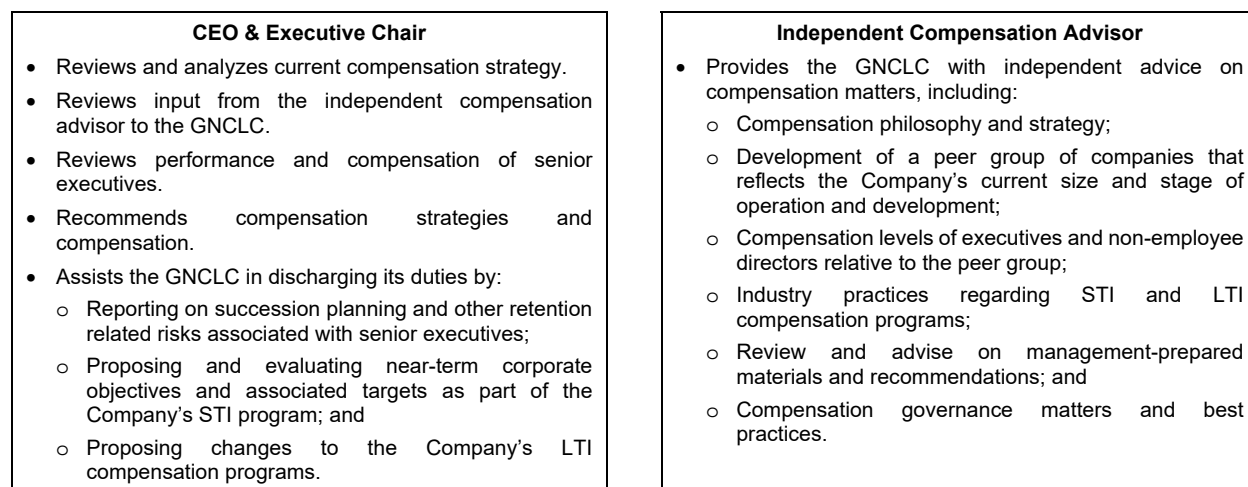 CEO & Executive Chair
• Reviews and analyzes current compensation strategy.
• Reviews input from the independent compensation
advisor to the GNCLC.
• Reviews performance and compensation of senior
executives.
• Recommends compensation strategies and
compensation.
• Assists the GNCLC in discharging its duties by:
o Reporting on succession planning and other retention
related risks associated with senior executives;
o Proposing and evaluating near-term corporate
objectives and associated targets as part of the
Company’s STI program; and
o Proposing changes to the Company’s LTI
compensation programs.
Independent Compensation Advisor
• Provides the GNCLC with independent advice on
compensation matters, including:
o Compensation philosophy and strategy;
o Development of a peer group of companies that
reflects the Company’s current size and stage of
operation and development;
o Compensation levels of executives and non-employee
directors relative to the peer group;
o Industry practices regarding STI and LTI
compensation programs;
o Review and advise on management-prepared
materials and recommendations; and
o Compensation governance matters and best
practices.